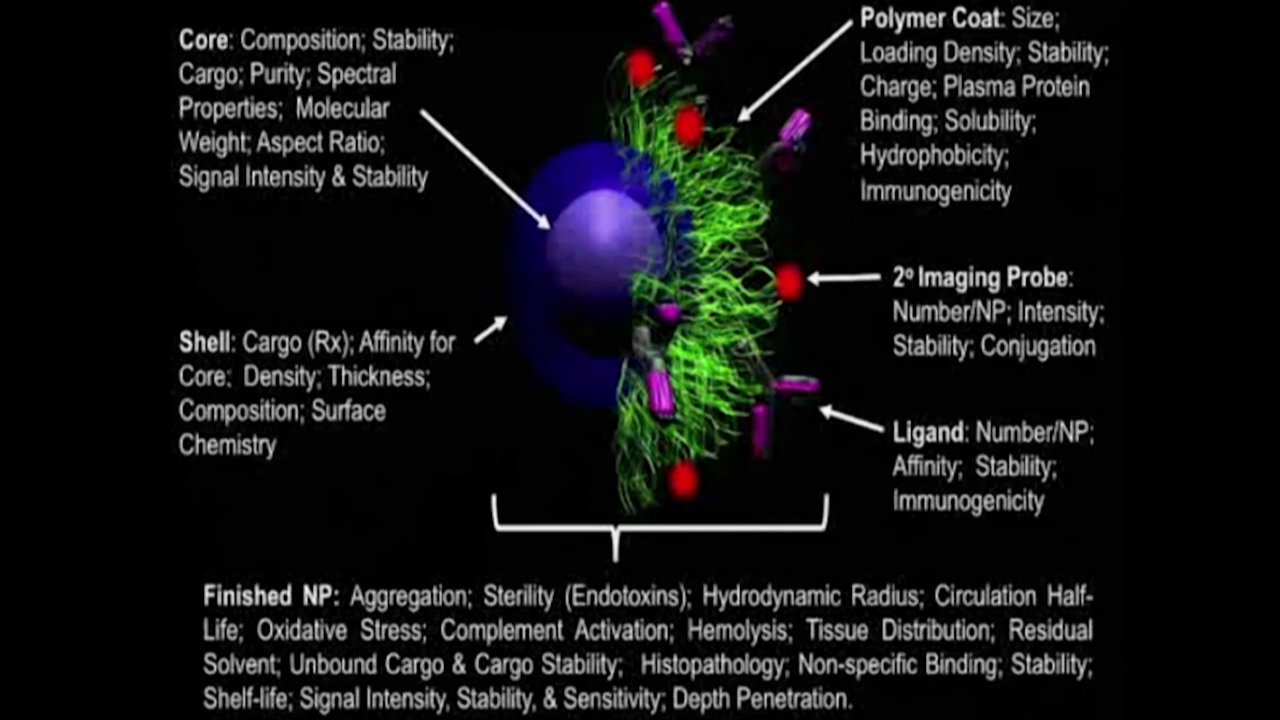 Core: Composition; Stability;
Cargo; Purity; Spectral
Properties; Molecular
Weight; Aspect Ratio;
Signal Intensity & Stability
Shell: Cargo (Rx); Affinity for
Core: Density; Thickness;
Composition; Surface
Chemistry
Polymer Coat: Size;
Loading Density; Stability;
Charge; Plasma Protein
Binding; Solubility;
Hydrophobicity;
Immunogenicity
2º Imaging Probe:
Number/NP; Intensity;
Stability; Conjugation
Ligand: Number/NP;
Affinity; Stability;
Immunogenicity
Finished NP: Aggregation; Sterility (Endotoxins); Hydrodynamic Radius; Circulation Half-
Life; Oxidative Stress; Complement Activation; Hemolysis; Tissue Distribution; Residual
Solvent; Unbound Cargo & Cargo Stability; Histopathology; Non-specific Binding; Stability;
Shelf-life; Signal Intensity, Stability, & Sensitivity; Depth Penetration.